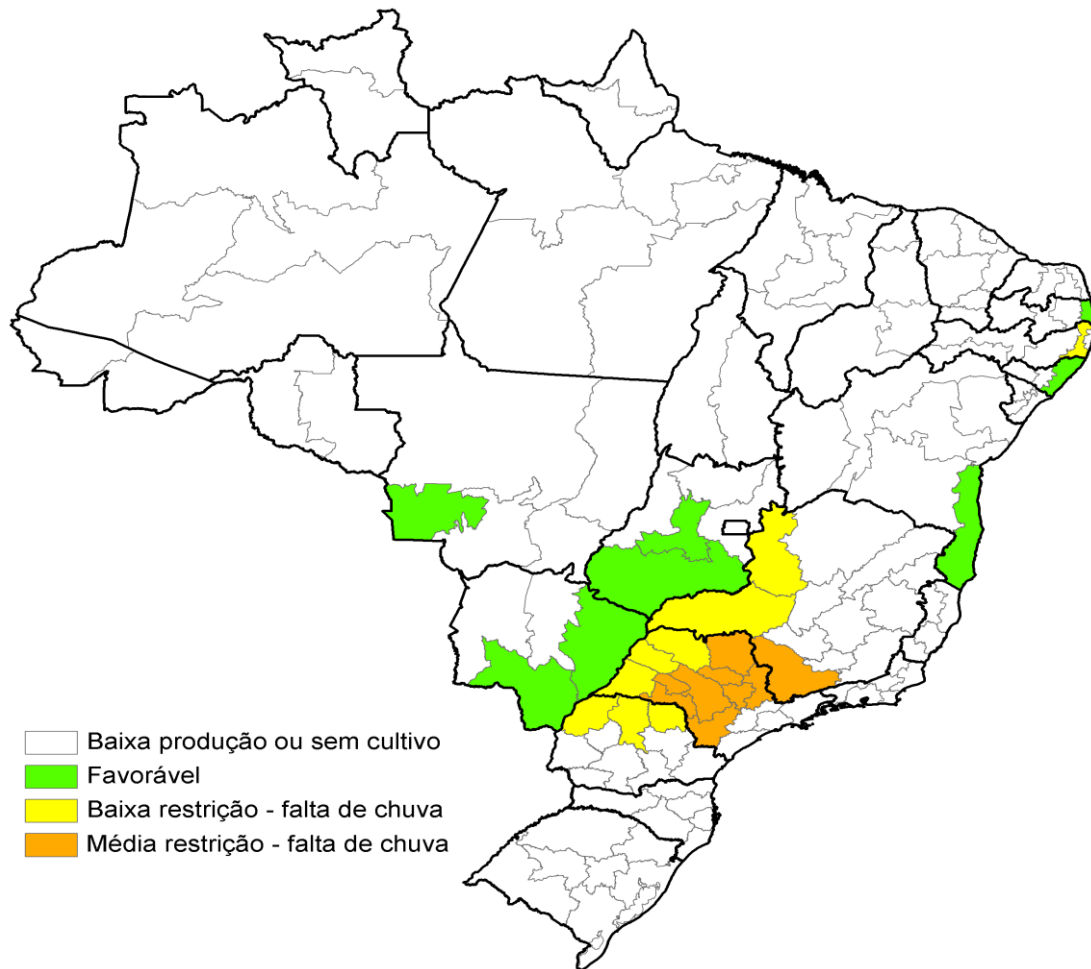 Baixa produção ou sem cultivo
Favorável
Baixa restrição - falta de chuva
Média restrição - falta de chuva